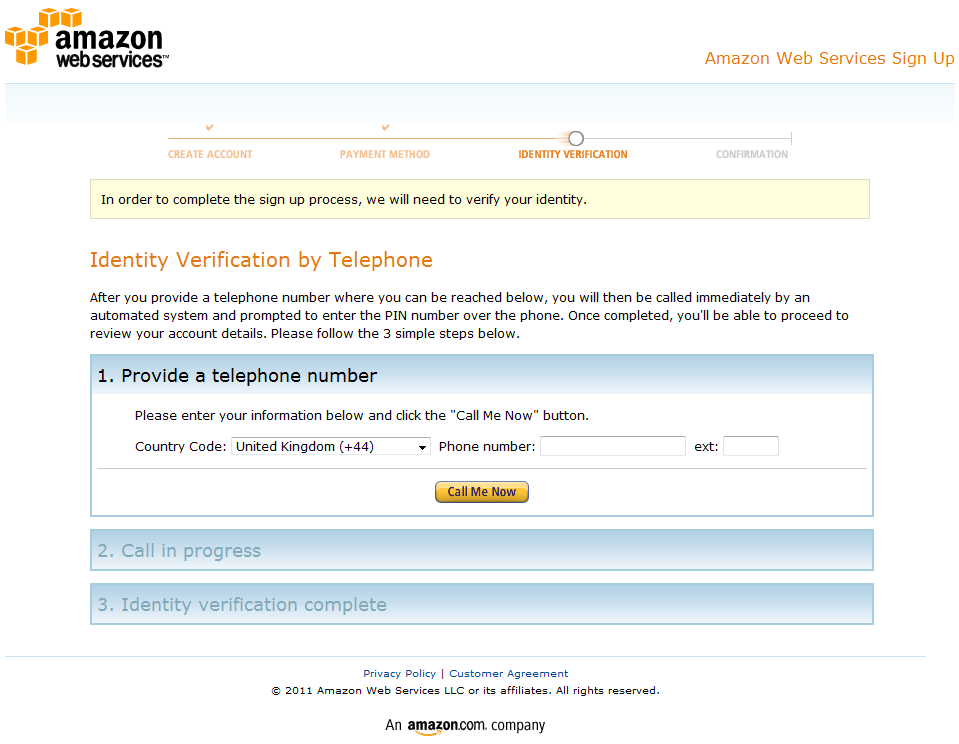 amazon
web services™
Amazon Web Services Sign Up
CREATE ACCOUNT PAYMENT METHOD IDENTITY VERIFICATION CONFIRMATION
In order to complete the sign up process, we will need to verify your identity.
Identity Verification by Telephone
After you provide a telephone number where you can be reached below, you will then be called immediately by an
automated system and prompted to enter the PIN number over the phone. Once completed, you'll be able to proceed to
review your account details. Please follow the 3 simple steps below.
1. Provide a telephone number
Please enter your information below and click the "Call Me Now" button.
Country Code: United Kingdom (+44) Phone number: ext:
Call Me Now
2. Call in progress
3. Identity verification complete
Privacy Policy | Customer Agreement
© 2011 Amazon Web Services LLC or its affiliates. All rights reserved.
An amazon.com. company